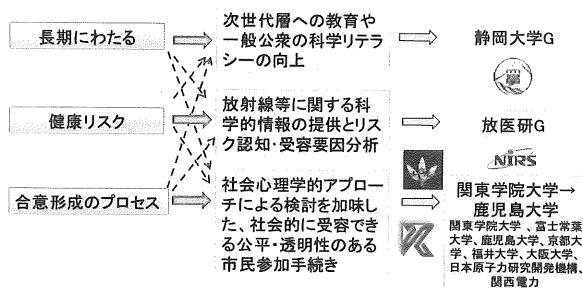 長期にわたる
健康リスク
合意形成のプロセス
次世代層への教育や
一般公衆の科学リテラ
シーの向上
放射線等に関する科
学的情報の提供とリス
ク認知・受容要因分析
社会心理学的アプロー
チによる検討を加味し
た、社会的に受容でき
る公平・透明性のある
市民参加手続き
静岡大学G
放医研G
NIRS
関東学院大学→
鹿児島大学
関東学院大学、富士常葉
大学、鹿児島大学、京都大
学、福井大学、大阪大学、
日本原子力研究開発機構、
関西電力